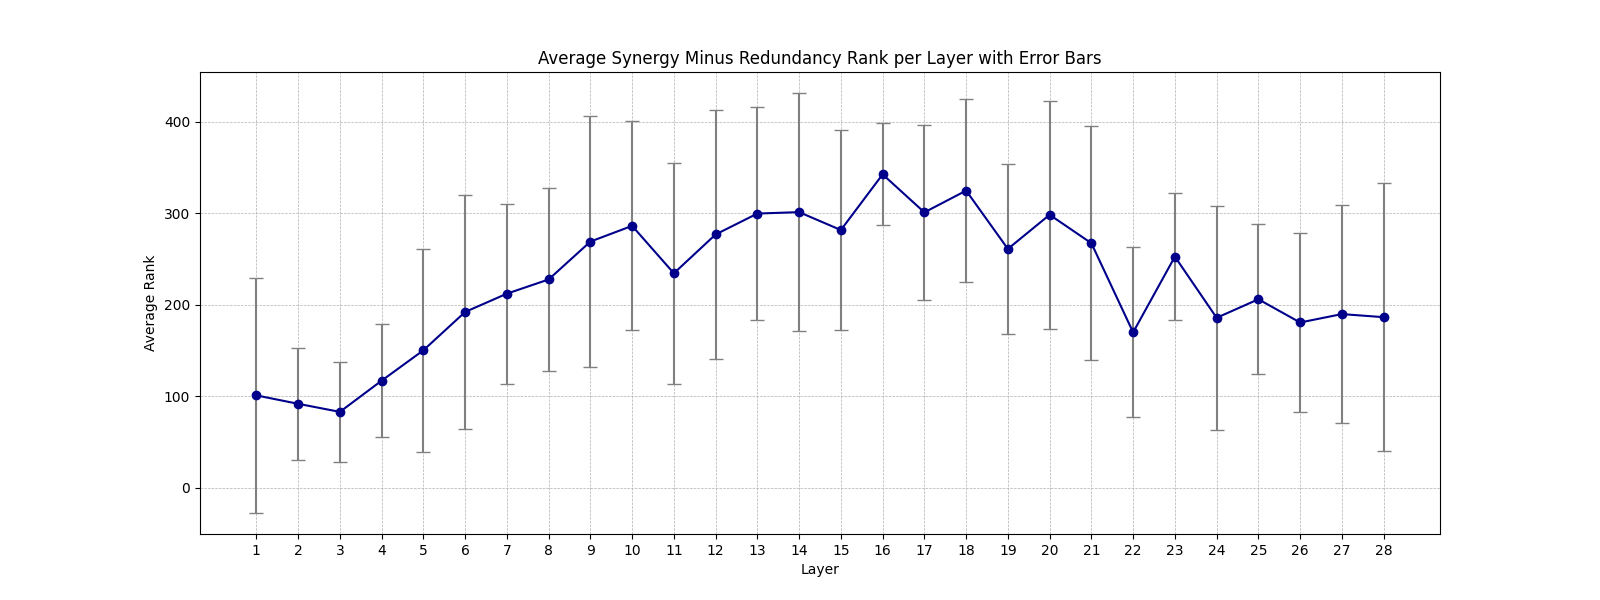 Average Synergy Minus Redundancy Rank per Layer with Error Bars
Average Rank
400
300
200
100
0
1 2 3 4 5 6 7 8 9 10 11 12 13 14 15 16 17 18 19 20 21 22 23 24 25 26 27 28
Layer